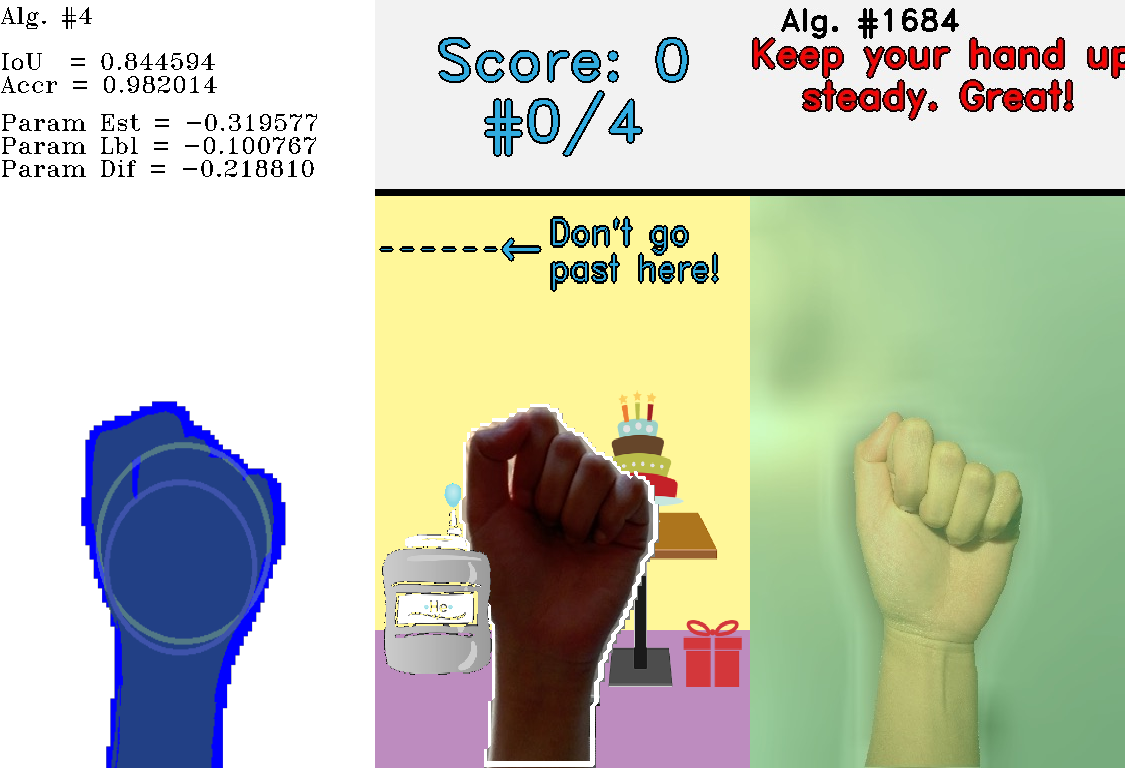 Alg. #4
IoU = 0.844594
Accr = 0.982014
Param Est = −0.319577
Param Lbl = −0.100767
Param Dif = −0.218810
Score: 0
#0/4
Alg. #1684
Keep your hand up
steady. Great!
Don't go
past here!